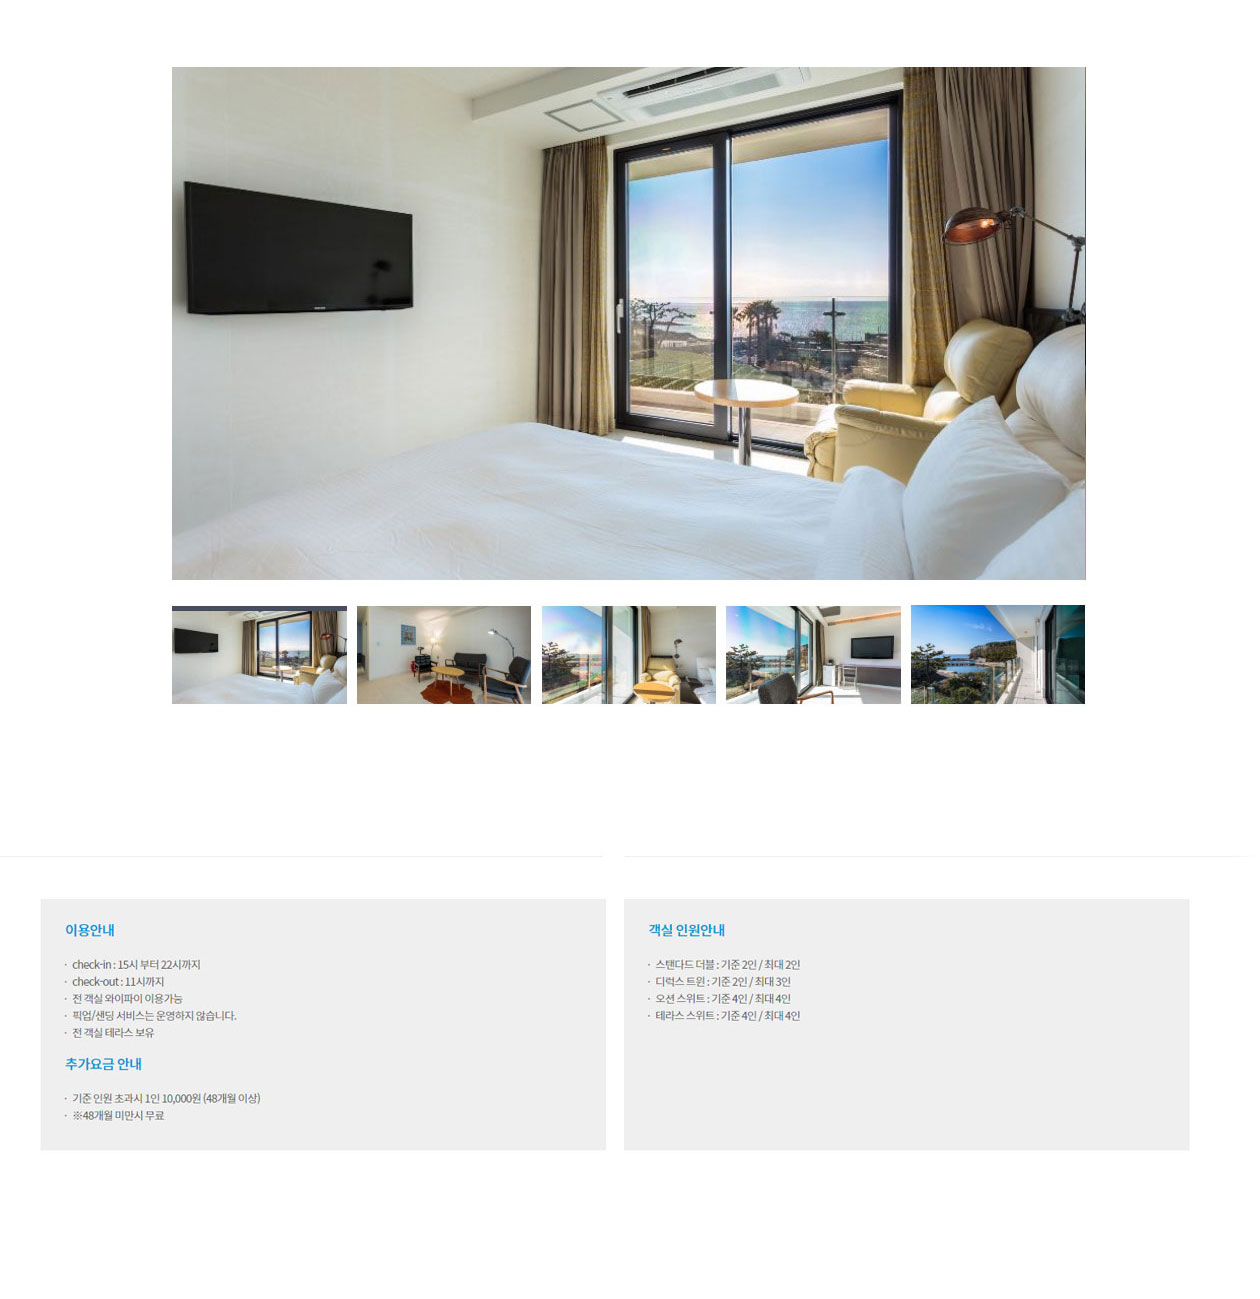 이용안내
· check-in : 15시 부터 22시까지
· check-out : 11시까지
· 전 객실 와이파이 이용가능
· 픽업/샌딩 서비스는 운영하지 않습니다.
· 전 객실 테라스 보유
추가요금 안내
· 기준 인원 초과시 1인 10,000원 (48개월 이상)
· ※48개월 미만시 무료
객실 인원안내
· 스탠다드 더블 : 기준 2인 / 최대 2인
· 디럭스 트윈 : 기준 2인 / 최대 3인
· 오션 스위트 : 기준 4인 / 최대 4인
· 테라스 스위트 : 기준 4인 / 최대 4인